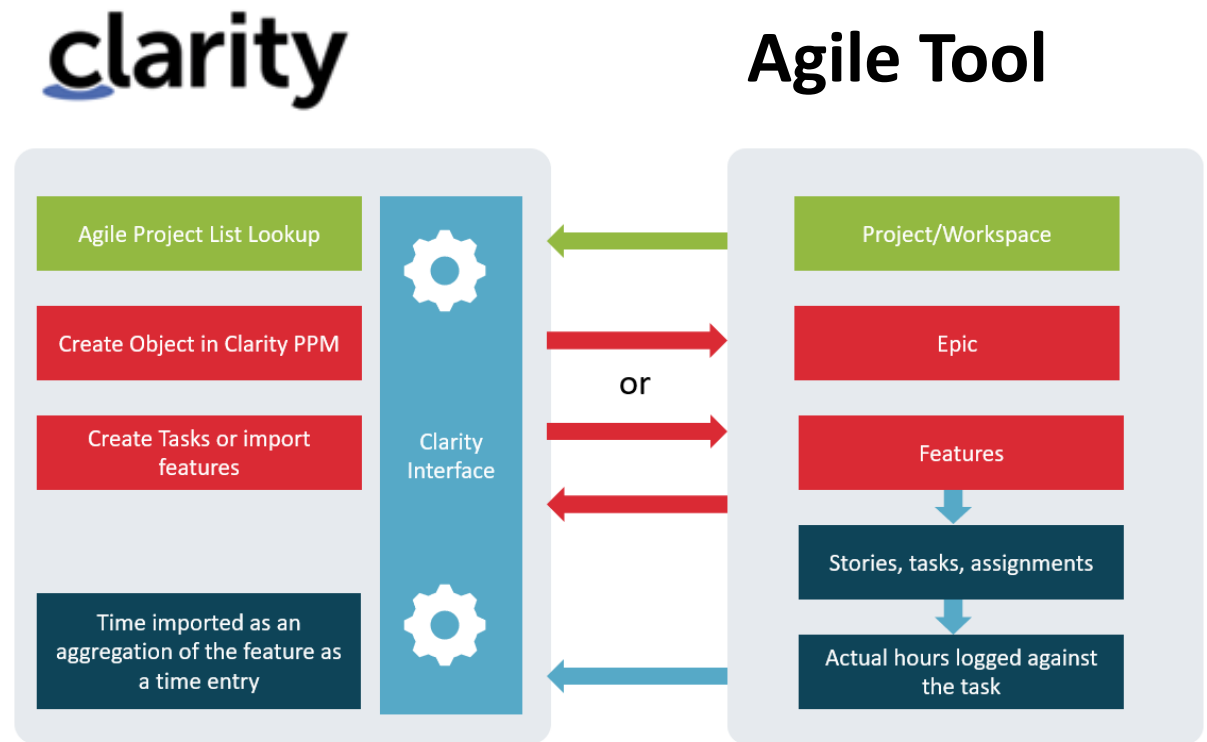 clarity
Agile Tool
Agile Project List Lookup
Project/Workspace
Create Object in Clarity PPM
Epic
or
Create Tasks or import
features
Clarity
Interface
Features
Stories, tasks, assignments
Time imported as an
aggregation of the feature as
a time entry
Actual hours logged against
the task